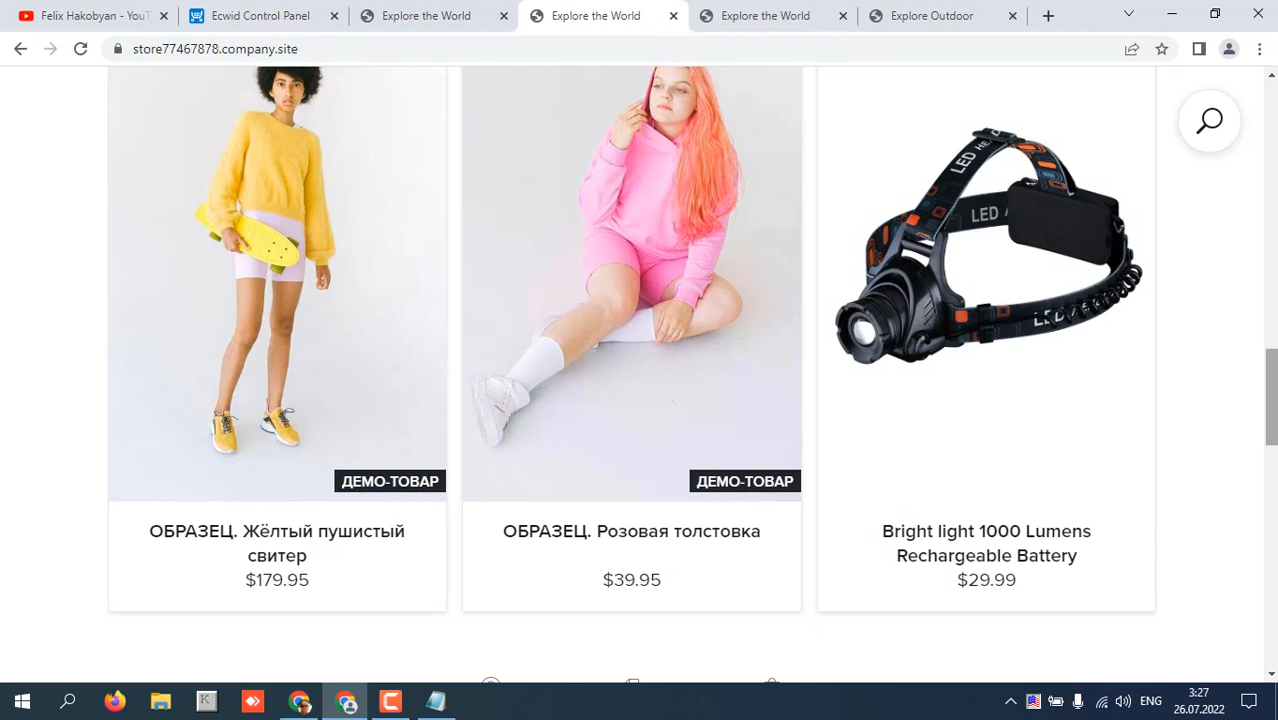 Felix Hakobyan - YouT
Ecwid Control Panel
Explore the World
Explore the World
Explore the World
Explore Outdoor
store77467878.company.site
LED HE
LED
LED
ДЕМО-ТОВАР
ДЕМО-ТОВАР
ОБРАЗЕЦ. Жёлтый пушистый
свитер
$179.95
ОБРАЗЕЦ. Розовая толстовка
$39.95
Bright light 1000 Lumens
Rechargeable Battery
$29.99
K
ENG
3:27
26.07.2022